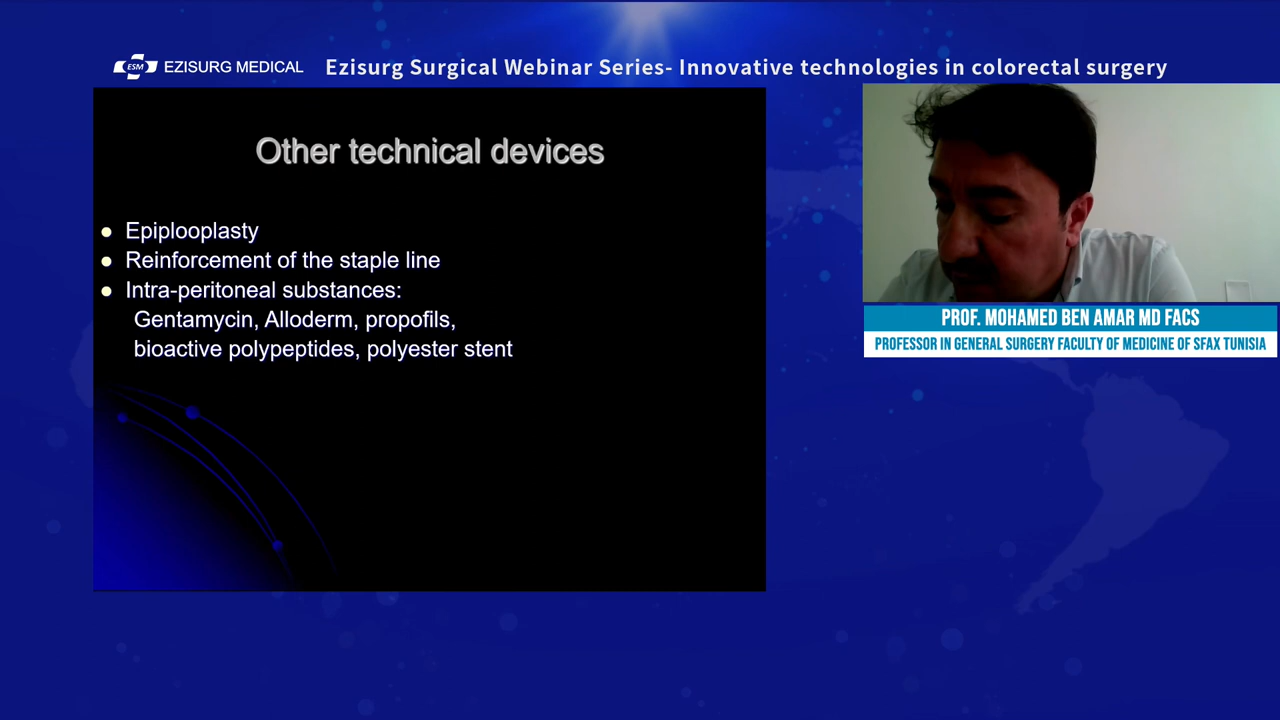 ESM EZISURG MEDICAL
Ezisurg Surgical Webinar Series- Innovative technologies in colorectal surgery
Other technical devices
● Epiplooplasty
● Reinforcement of the staple line
● Intra-peritoneal substances:
Gentamycin, Alloderm, propofils,
bioactive polypeptides, polyester stent
PROF. MOHAMED BEN AMAR MD FACS
PROFESSOR IN GENERAL SURGERY FACULTY OF MEDICINE OF SFAX TUNISIA